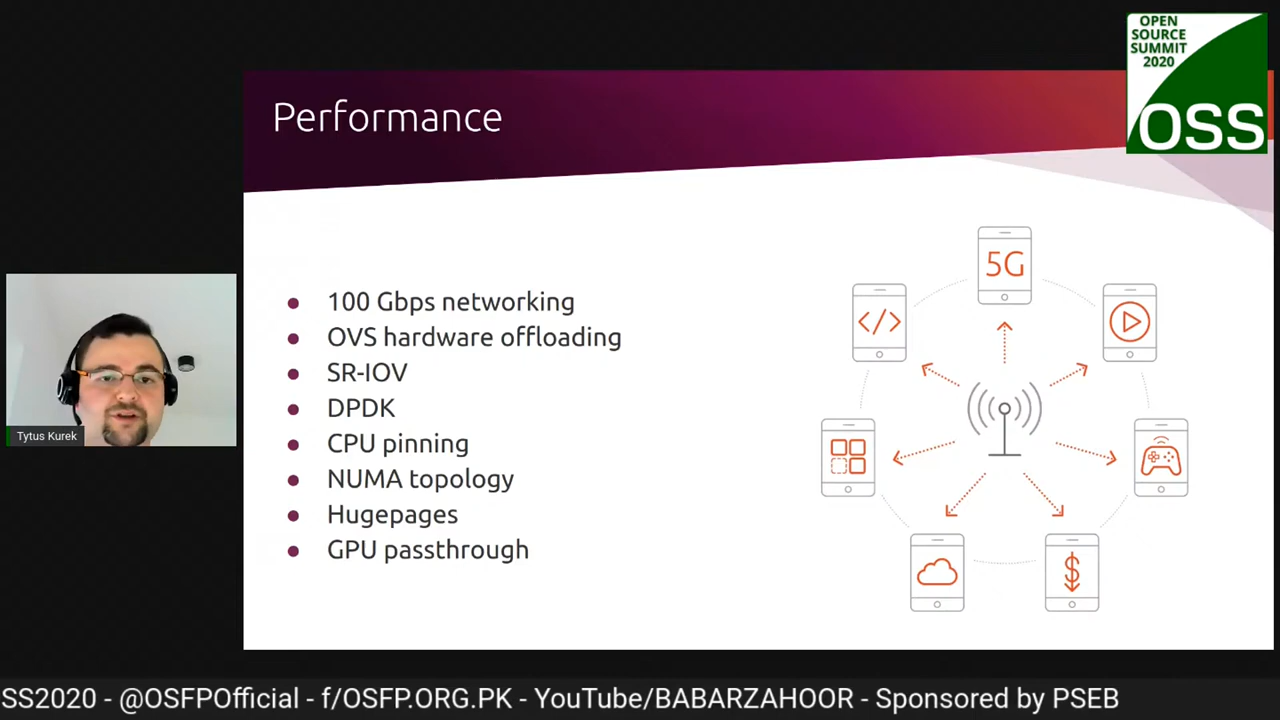 OPEN
SOURCE
SUMMIT
2020
OSS
Performance
5G
</>
100 Gbps networking
OVS hardware offloading
SR-IOV
DPDK
CPU pinning
NUMA topology
Hugepages
GPU passthrough
$
Tytus Kurek
SS2020 - @OSFPOfficial - f/OSFP.ORG.PK - YouTube/BABARZAHOOR - Sponsored by PSEB